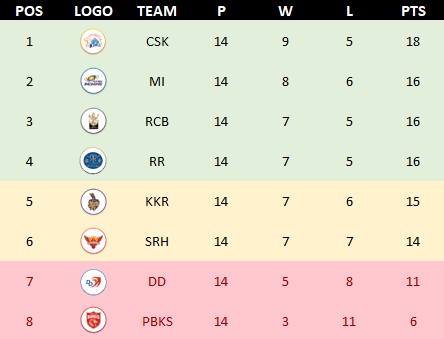 POS LOGO TEAM P W L PTS
1 CSK 14 9 5 18
2 MI 14 8 6 16
3 RCB 14 7 5 16
4 RR 14 7 5 16
5 KKR 14 7 6 15
6 SRH 14 7 7 14
7 DD 14 5 8 11
8 PBKS 14 3 11 6